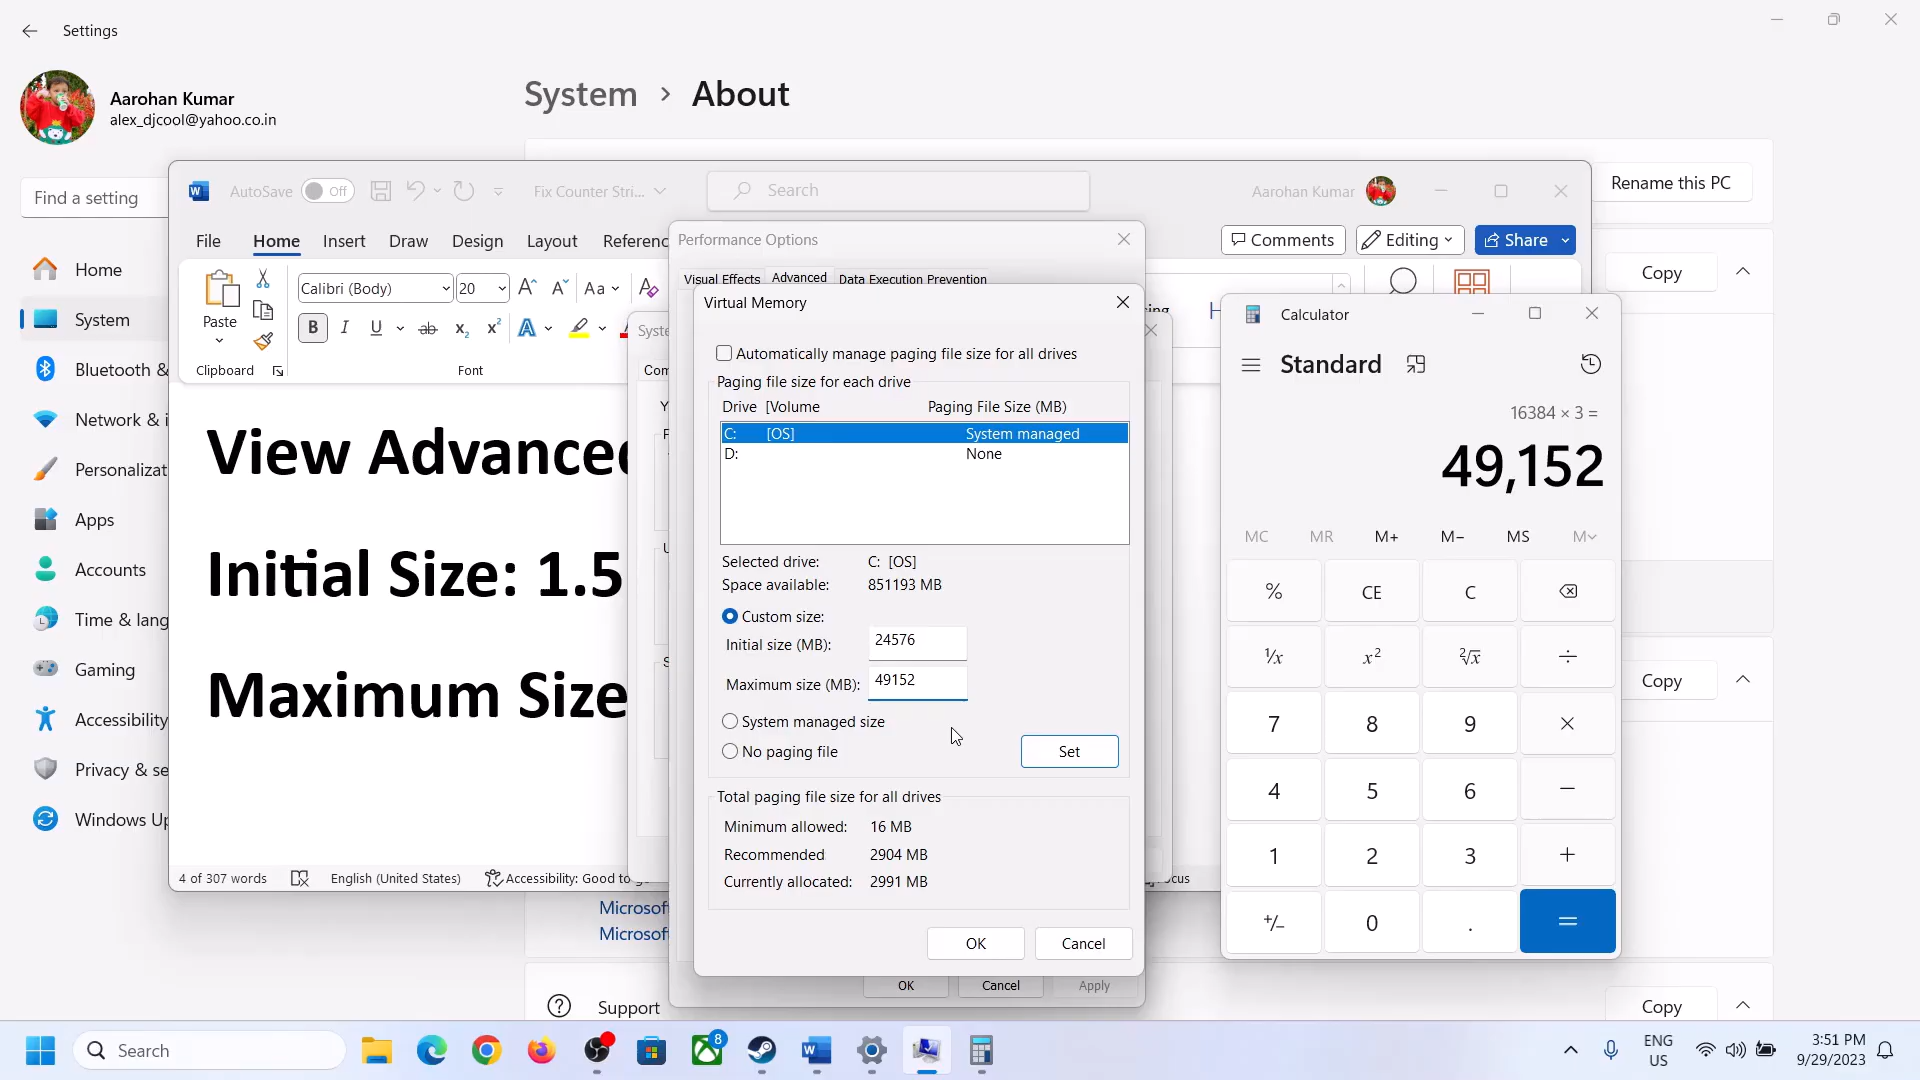 Settings
Aarohan Kumar
alex_djcool@yahoo.co.in
Find a setting
Home
System
Bluetooth &
Network & i
Personalizat
Apps
Accounts
Time & lang
Gaming
Accessibility
Privacy & se
Windows Up
System > About
Rename this PC
Copy
Copy
Copy
Microsof
Microsof
Support
AutoSave Off
Fix Counter Stri...
Search
Aarohan Kumar
File Home Insert Draw Design Layout Referenc
Comments Editing Share
Paste
Calibri (Body) 20
Clipboard Font
View Advanced
Initial Size: 1.5
Maximum Size
4 of 307 words English (United States) Accessibility: Good to
Performance Options
Visual Effects Advanced Data Execution Prevention
OK Cancel Apply
Virtual Memory
Automatically manage paging file size for all drives
Paging file size for each drive
Drive [Volume Paging File Size (MB)
C: [OS] System managed
D: None
Selected drive: C: [OS]
Space available: 851193 MB
Custom size:
Initial size (MB): 24576
Maximum size (MB): 49152
System managed size
No paging file
Set
Total paging file size for all drives
Minimum allowed: 16 MB
Recommended 2904 MB
Currently allocated: 2991 MB
OK Cancel
Calculator
Standard
16384 × 3 =
49,152
MC MR M+ M− MS M
% CE C
⅟x x² ²√x ÷
7 8 9 ×
4 5 6 −
1 2 3 +
+/− 0 . =
Search
8
ENG
US
3:51 PM
9/29/2023